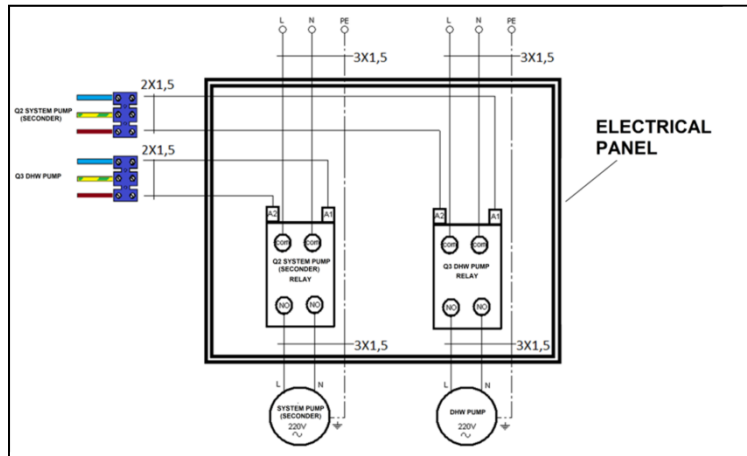 L N PE
L N PE
3X1,5
3X1,5
2X1,5
Q2 SYSTEM PUMP
(SECONDER)
2X1,5
Q3 DHW PUMP
ELECTRICAL
PANEL
A2 A1
A2 A1
com com
com com
Q2 SYSTEM PUMP
(SECONDER)
RELAY
Q3 DHW PUMP
RELAY
NO NO
NO NO
3X1,5
3X1,5
L N
L N
SYSTEM PUMP
(SECONDER)
220V
DHW PUMP
220V